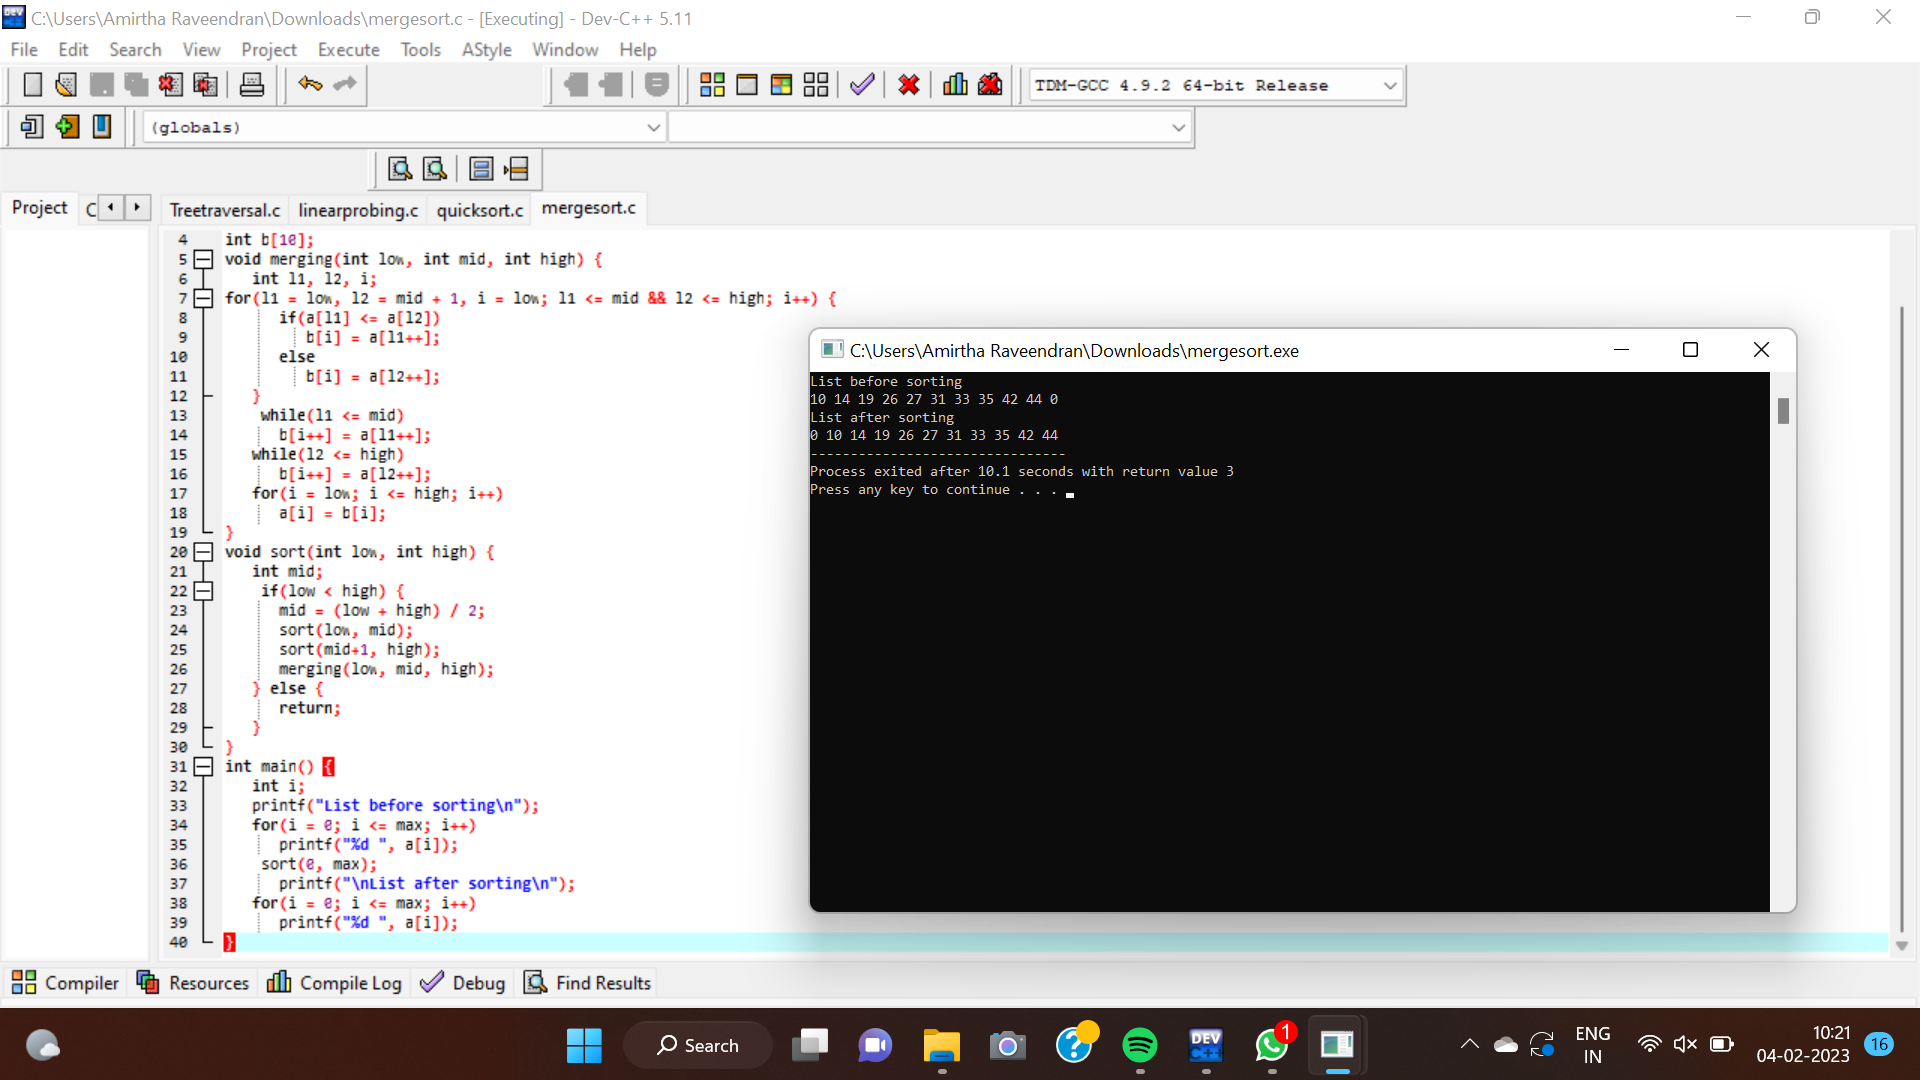 C:\Users\Amirtha Raveendran\Downloads\mergesort.c - [Executing] - Dev-C++ 5.11
File Edit Search View Project Execute Tools AStyle Window Help
TDM-GCC 4.9.2 64-bit Release
(globals)
Project C
Treetraversal.c linearprobing.c quicksort.c mergesort.c
4 int b[10];
5 void merging(int low, int mid, int high) {
6 int l1, l2, i;
7 for(l1 = low, l2 = mid + 1, i = low; l1 <= mid && l2 <= high; i++) {
8 if(a[l1] <= a[l2])
9 b[i] = a[l1++];
10 else
11 b[i] = a[l2++];
12 }
13 while(l1 <= mid)
14 b[i++] = a[l1++];
15 while(l2 <= high)
16 b[i++] = a[l2++];
17 for(i = low; i <= high; i++)
18 a[i] = b[i];
19 }
20 void sort(int low, int high) {
21 int mid;
22 if(low < high) {
23 mid = (low + high) / 2;
24 sort(low, mid);
25 sort(mid+1, high);
26 merging(low, mid, high);
27 } else {
28 return;
29 }
30 }
31 int main() {
32 int i;
33 printf("List before sorting\n");
34 for(i = 0; i <= max; i++)
35 printf("%d ", a[i]);
36 sort(0, max);
37 printf("\nList after sorting\n");
38 for(i = 0; i <= max; i++)
39 printf("%d ", a[i]);
40 }
C:\Users\Amirtha Raveendran\Downloads\mergesort.exe
List before sorting
10 14 19 26 27 31 33 35 42 44 0
List after sorting
0 10 14 19 26 27 31 33 35 42 44
--------------------------------
Process exited after 10.1 seconds with return value 3
Press any key to continue . . .
Compiler Resources Compile Log Debug Find Results
Search
DEV
C++
1
ENG
IN
10:21
04-02-2023
16